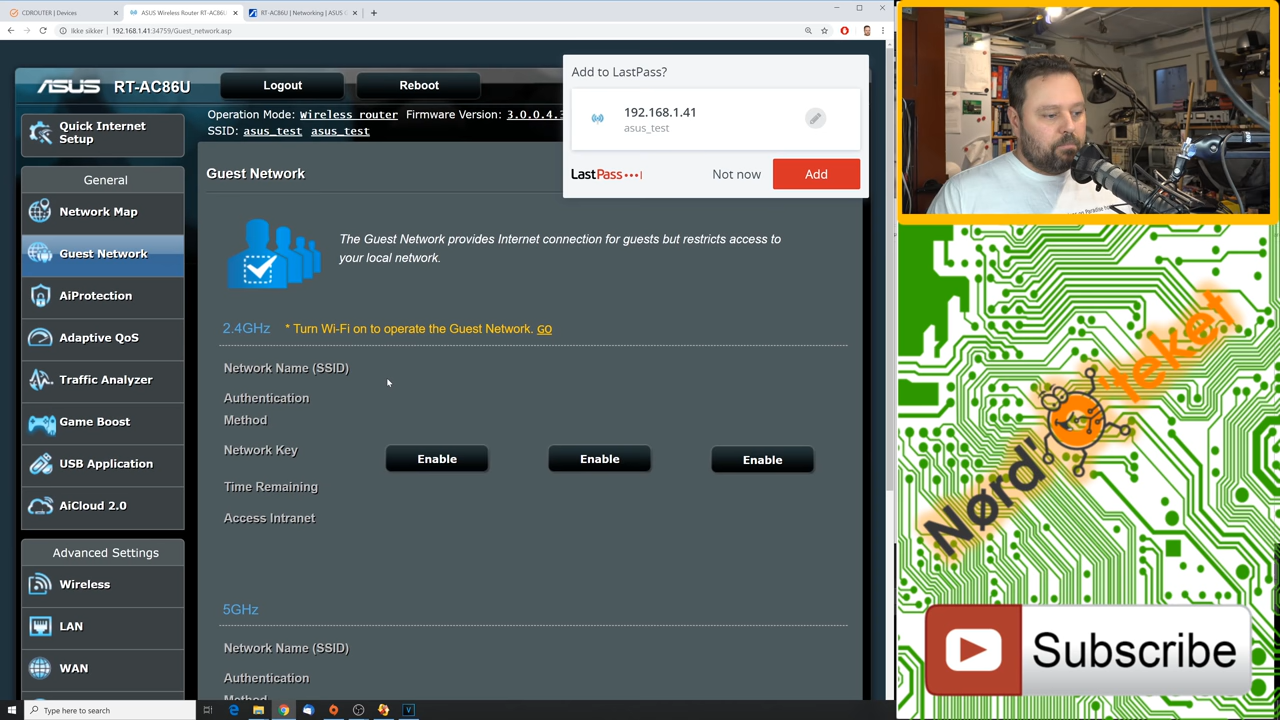 CDROUTER | Devices
ASUS Wireless Router RT-AC86U
RT-AC86U | Networking | ASUS
Ikke sikker
192.168.1.41:34759/Guest_network.asp
ASUS RT-AC86U
Logout
Reboot
Operation Mode: Wireless router Firmware Version: 3.0.0.4.3
SSID: asus_test asus_test
Add to LastPass?
192.168.1.41
asus_test
LastPass
Not now
Add
Quick Internet
Setup
General
Network Map
Guest Network
AiProtection
Adaptive QoS
Traffic Analyzer
Game Boost
USB Application
AiCloud 2.0
Advanced Settings
Wireless
LAN
WAN
Guest Network
The Guest Network provides Internet connection for guests but restricts access to
your local network.
2.4GHz * Turn Wi-Fi on to operate the Guest Network. GO
Network Name (SSID)
Authentication
Method
Network Key
Enable Enable Enable
Time Remaining
Access Intranet
5GHz
Network Name (SSID)
Authentication
Method
Type here to search
Nørd'teket
Subscribe